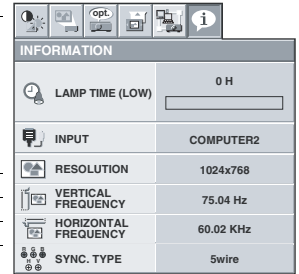 opt.
i
INFORMATION
LAMP TIME (LOW)
0 H
INPUT
COMPUTER2
RESOLUTION
1024x768
VERTICAL
FREQUENCY
75.04 Hz
HORIZONTAL
FREQUENCY
60.02 KHz
SYNC. TYPE
5wire